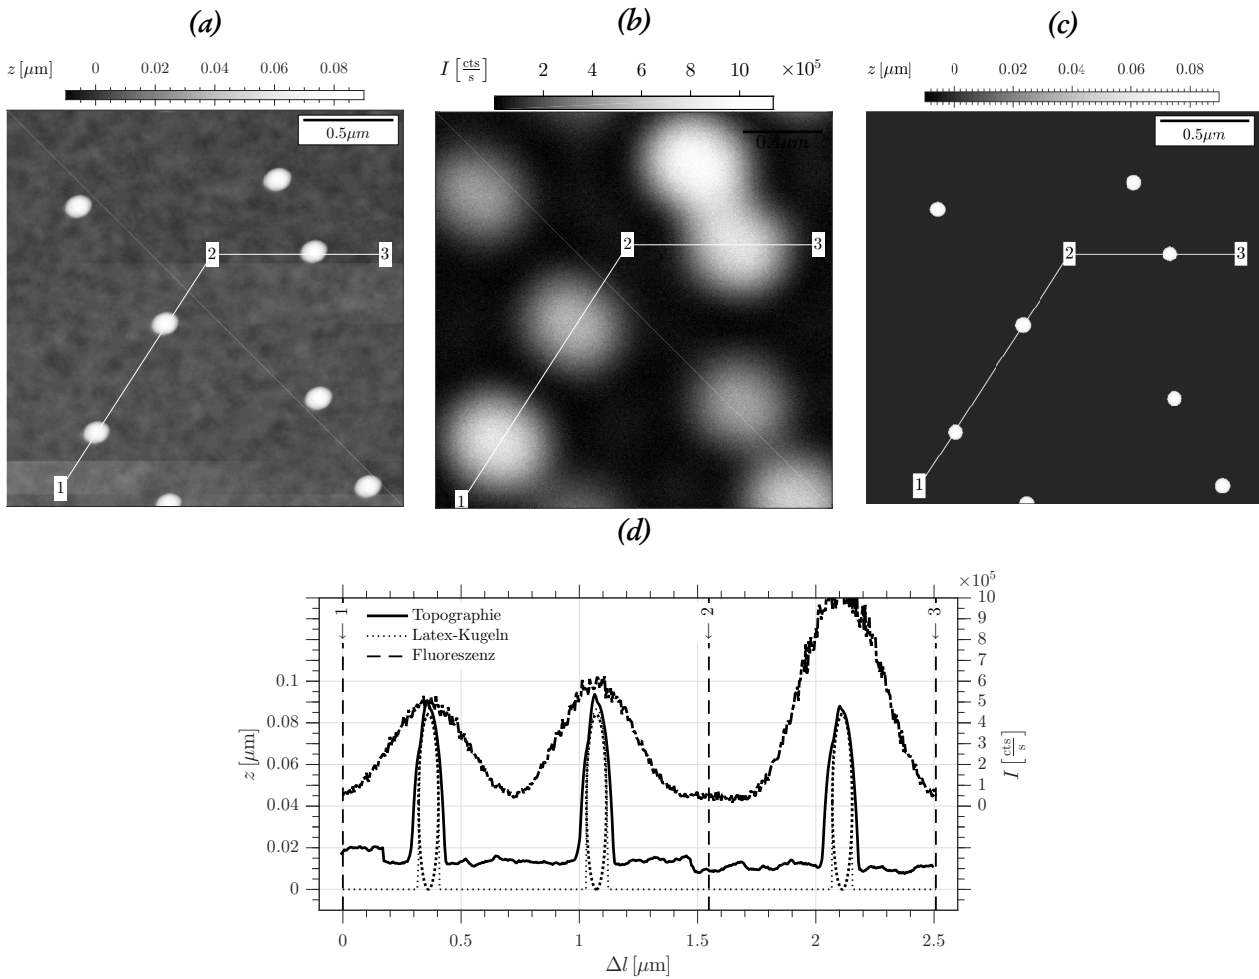 (a)
z [μm] 0 0.02 0.04 0.06 0.08
0.5μm
2
3
1
(b)
I [cts/s] 2 4 6 8 10 ×10⁵
2
3
1
(c)
z [μm] 0 0.02 0.04 0.06 0.08
0.5μm
2
3
1
(d)
×10⁵
1
2
3
Topographie
Latex-Kugeln
Fluoreszenz
z [μm]
0.1
0.08
0.06
0.04
0.02
0
10
9
8
7
6
5
4
3
2
1
0
I [cts/s]
0 0.5 1 1.5 2 2.5
Δl [μm]